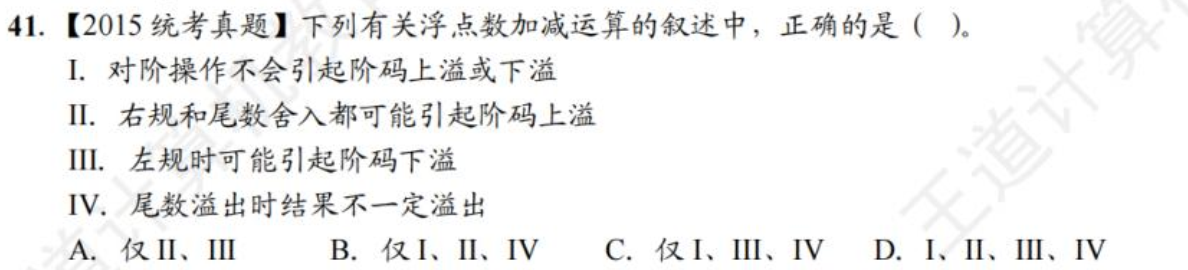 41.【2015 统考真题】下列有关浮点数加减运算的叙述中，正确的是（ ）。
I. 对阶操作不会引起阶码上溢或下溢
II. 右规和尾数舍入都可能引起阶码上溢
III. 左规时可能引起阶码下溢
IV. 尾数溢出时结果不一定溢出
A. 仅 II、III B. 仅 I、II、IV C. 仅 I、III、IV D. I、II、III、IV
王道计算